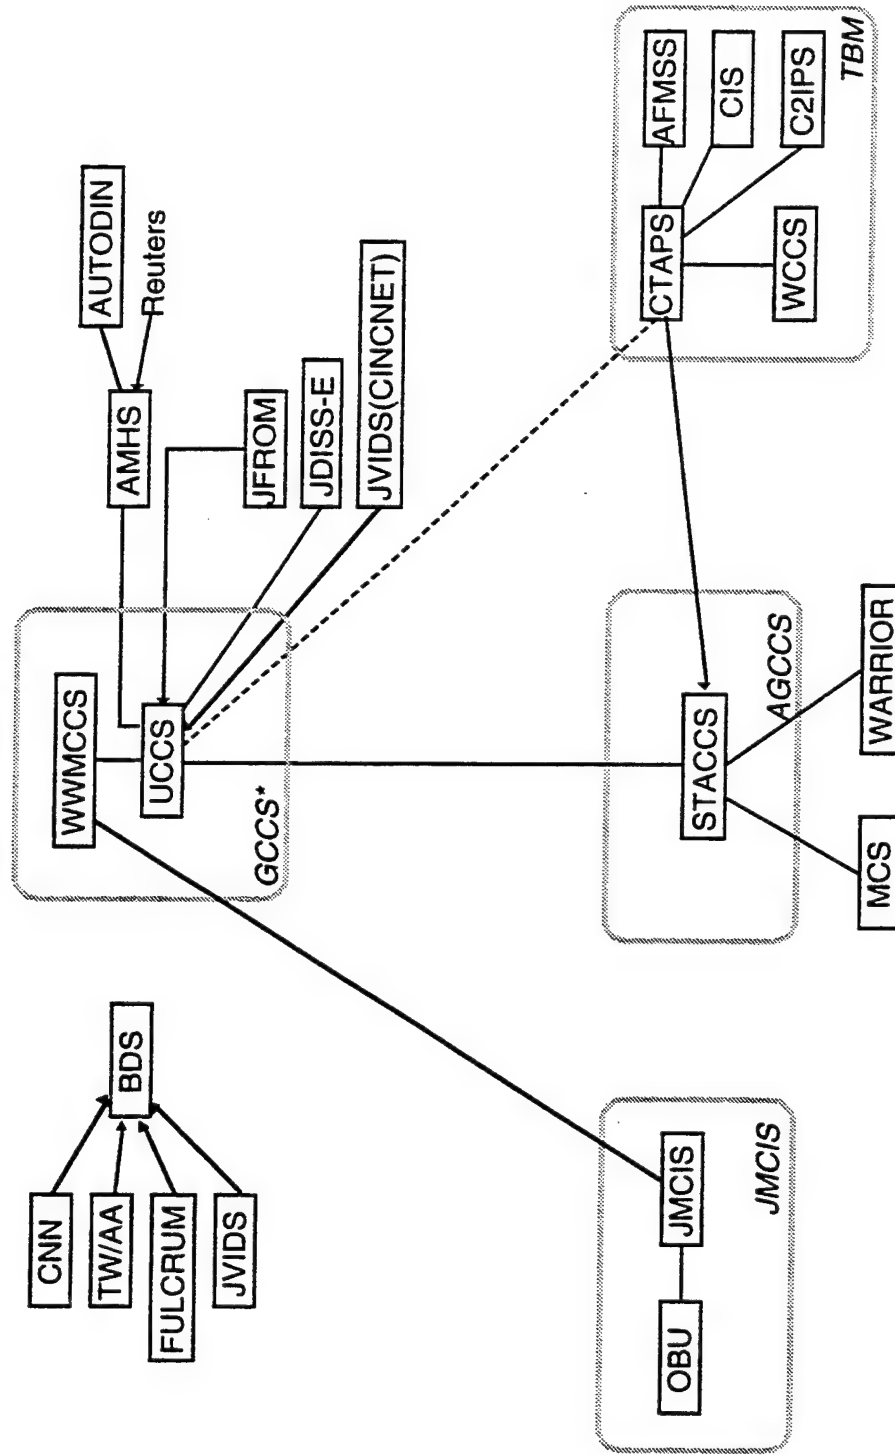 CNN
TW/AA
FULCRUM
JVIDS
BDS
WWMCCS
UCCS
GCCS*
AMHS
AUTODIN
Reuters
JFROM
JDISS-E
JVIDS(CINCNET)
OBU
JMCIS
JMCIS
STACCS
AGCCS
MCS
WARRIOR
CTAPS
AFMSS
CIS
C2IPS
WCCS
TBM